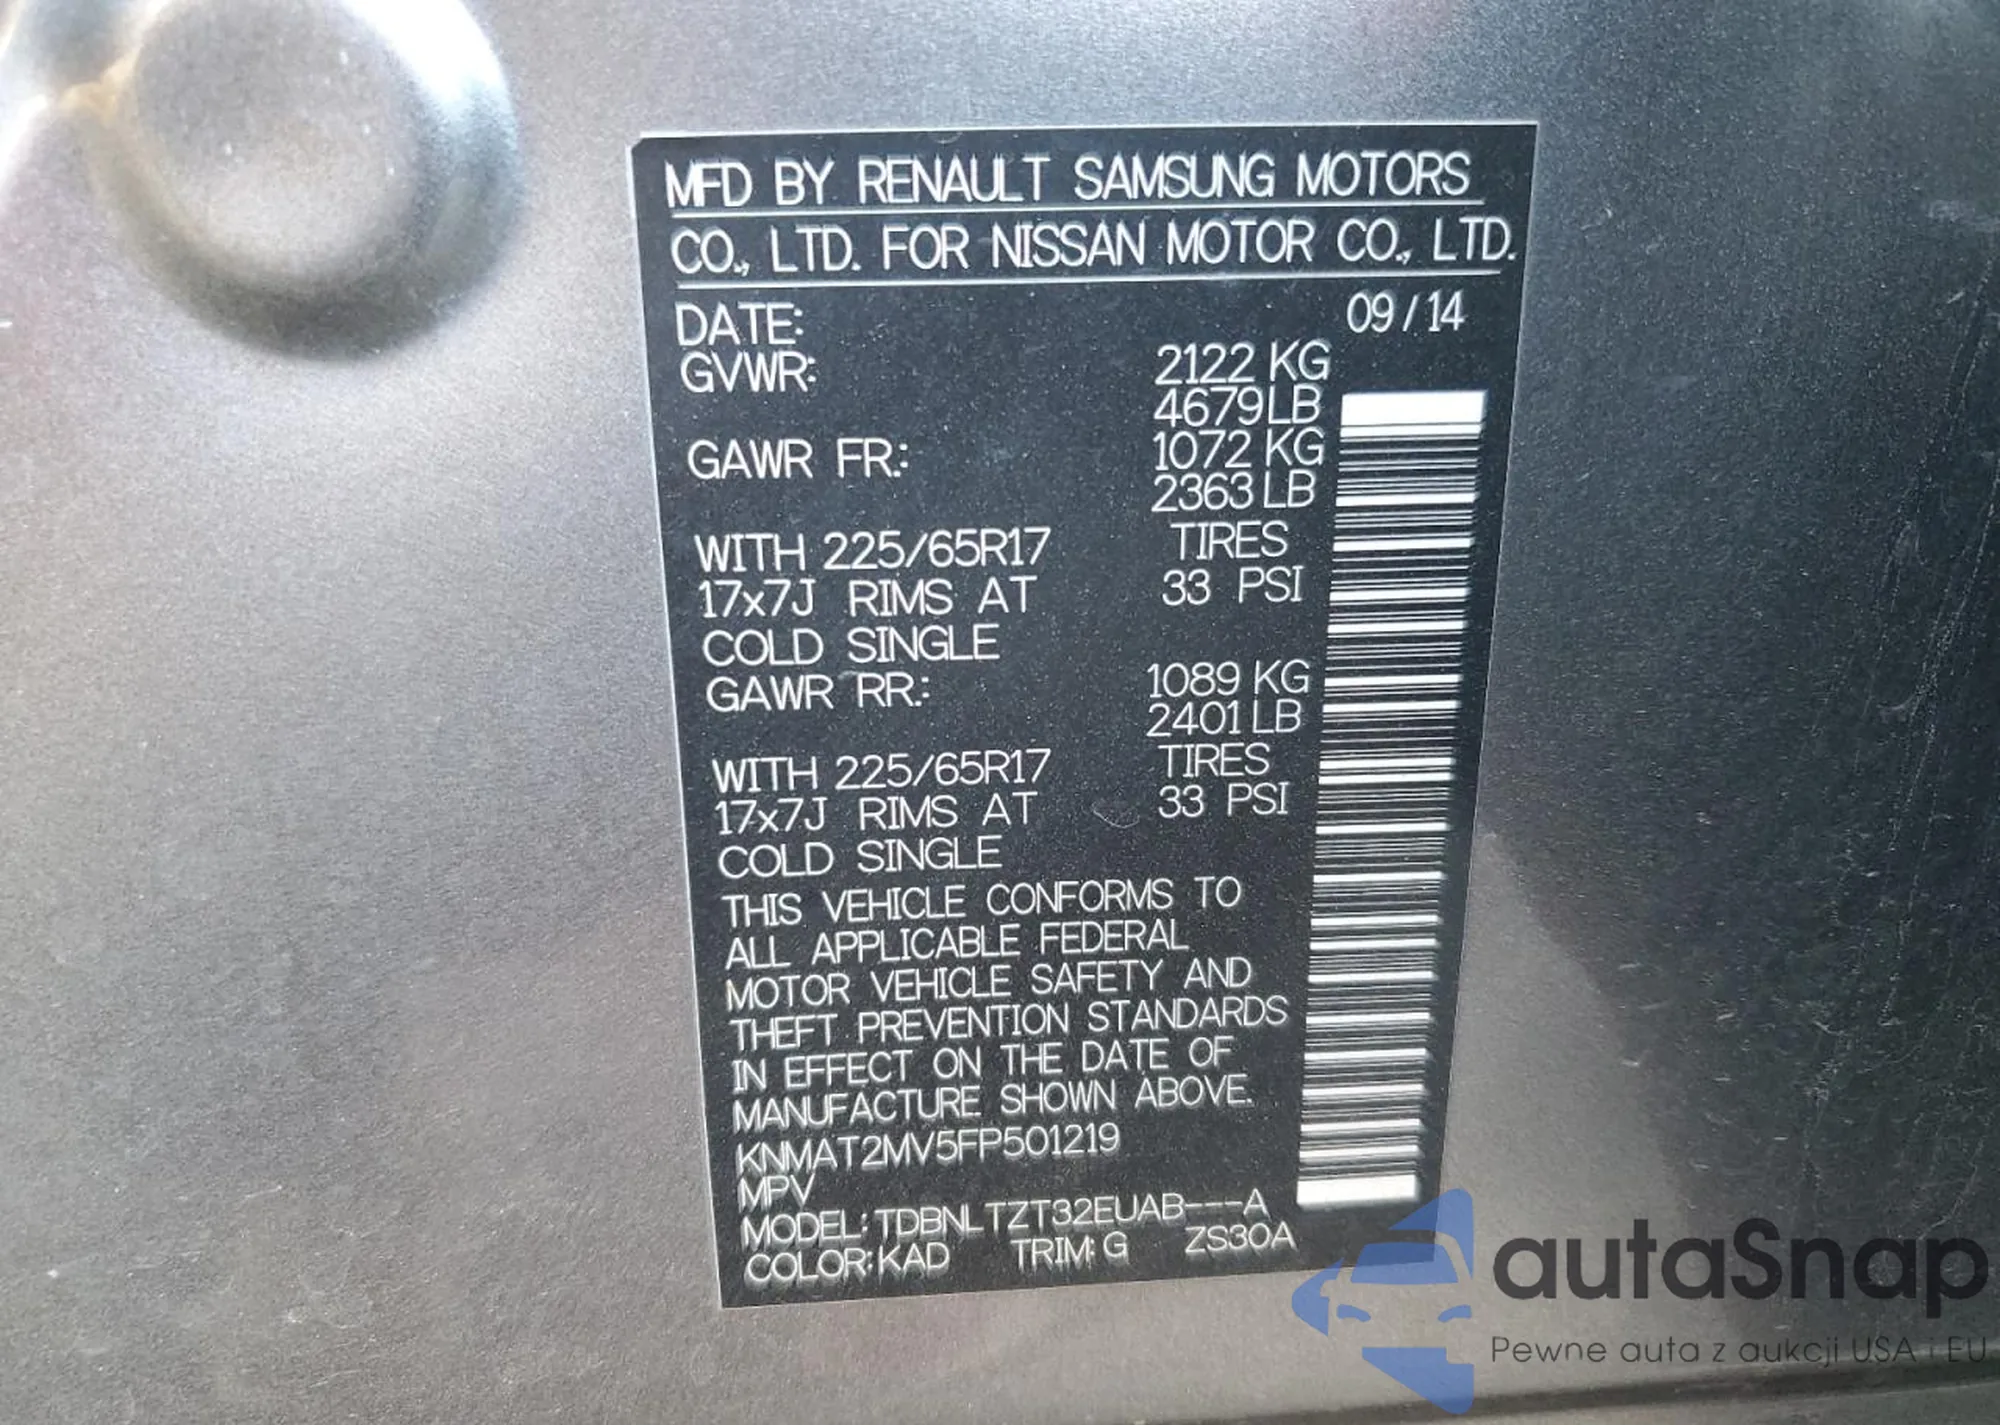 MFD BY RENAULT SAMSUNG MOTORS
CO., LTD. FOR NISSAN MOTOR CO., LTD.
DATE: 09/14
GVWR: 2122 KG
4679 LB
GAWR FR.: 1072 KG
2363 LB
WITH 225/65R17 TIRES
17x7J RIMS AT 33 PSI
COLD SINGLE
GAWR RR.: 1089 KG
2401 LB
WITH 225/65R17 TIRES
17x7J RIMS AT 33 PSI
COLD SINGLE
THIS VEHICLE CONFORMS TO
ALL APPLICABLE FEDERAL
MOTOR VEHICLE SAFETY AND
THEFT PREVENTION STANDARDS
IN EFFECT ON THE DATE OF
MANUFACTURE SHOWN ABOVE.
KNMAT2MV5FP501219
MPV
MODEL: TDBNLTZT32EUAB---A
COLOR: KAD TRIM: G ZS30A
autaSnap
Pewne auta z aukcji USA i EU